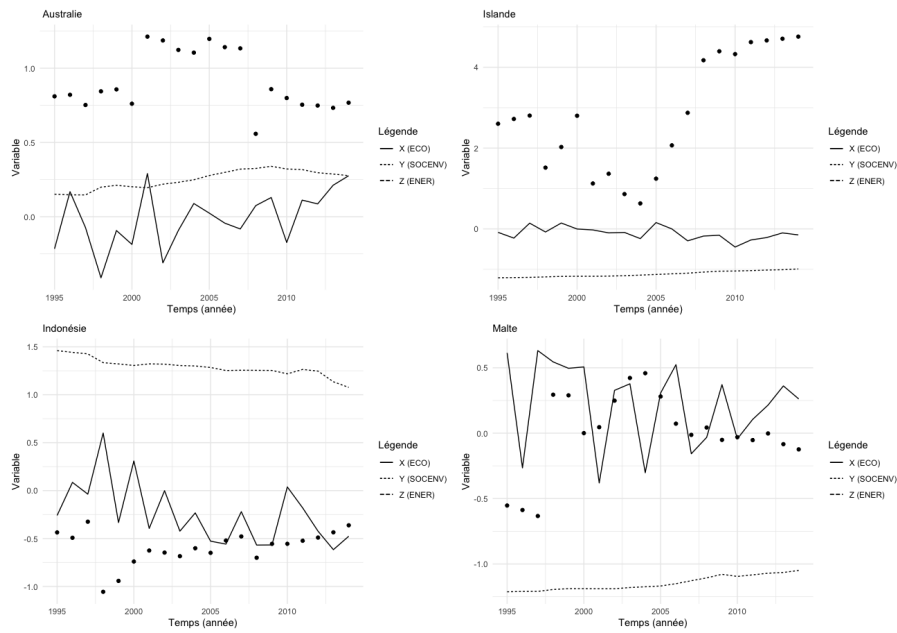 Australie
1.0
0.5
0.0
Variable
1995
2000
2005
2010
Temps (année)
Légende
X (ECO)
Y (SOCENV)
Z (ENER)
Islande
4
2
0
Variable
1995
2000
2005
2010
Temps (année)
Légende
X (ECO)
Y (SOCENV)
Z (ENER)
Indonésie
1.5
1.0
0.5
0.0
-0.5
-1.0
Variable
1995
2000
2005
2010
Temps (année)
Légende
X (ECO)
Y (SOCENV)
Z (ENER)
Malte
0.5
0.0
-0.5
-1.0
Variable
1995
2000
2005
2010
Temps (année)
Légende
X (ECO)
Y (SOCENV)
Z (ENER)